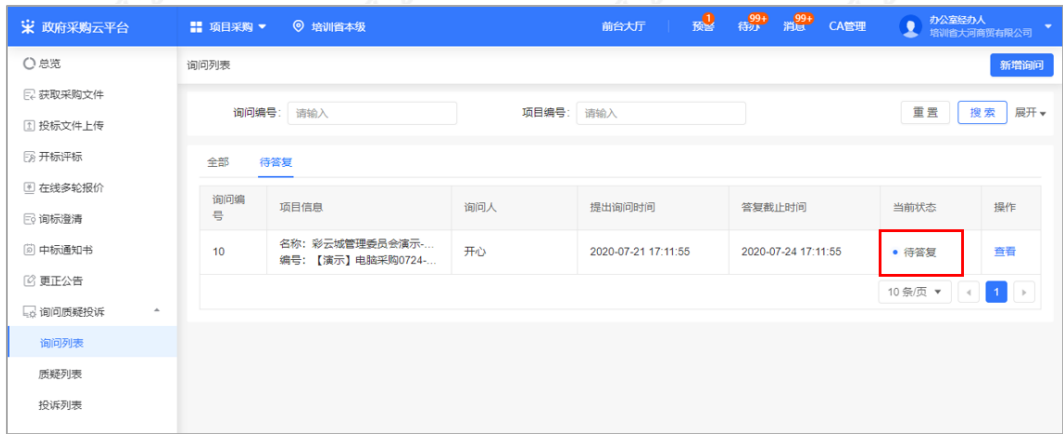 政府采购云平台
项目采购
培训省本级
前台大厅
预警
1
待办
99+
消息
99+
CA管理
办公室经办人
培训省大河商贸有限公司
总览
获取采购文件
投标文件上传
开标评标
在线多轮报价
询标澄清
中标通知书
更正公告
询问质疑投诉
询问列表
质疑列表
投诉列表
询问列表
新增询问
询问编号: 请输入
项目编号: 请输入
重置
搜索
展开
全部
待答复
询问编号 项目信息 询问人 提出询问时间 答复截止时间 当前状态 操作
10 名称：彩云城管理委员会演示-... 开心 2020-07-21 17:11:55 2020-07-24 17:11:55 待答复 查看
编号：【演示】电脑采购0724-...
10 条/页 1